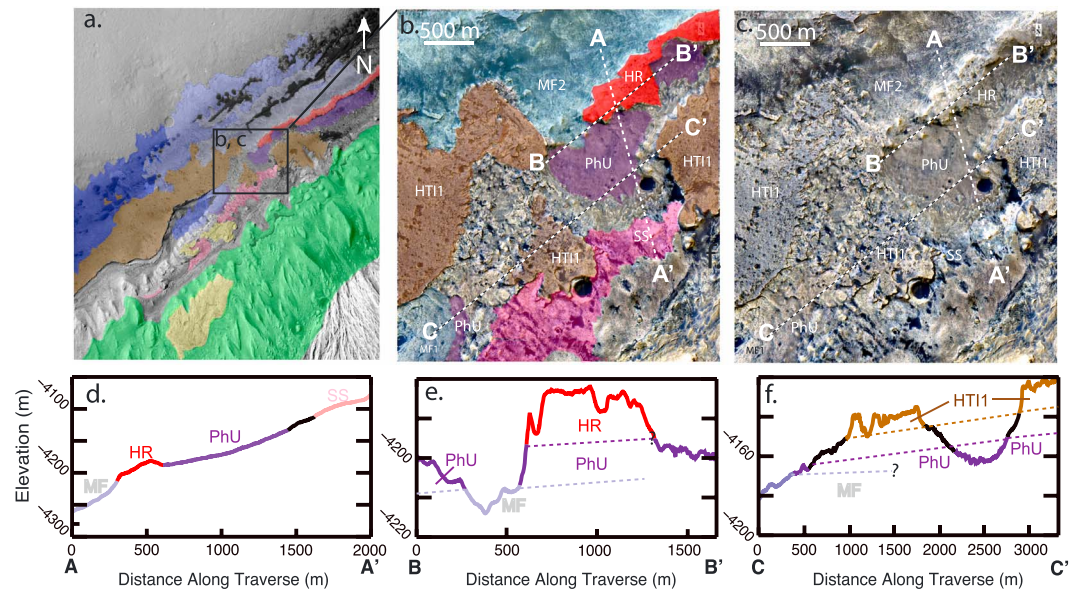 a.
N
b, c
b.
500 m
A
B'
HR
MF2
C'
B
PhU
HTI1
HTI1
SS
HTI1
A'
C
PhU
MF1
c.
500 m
A
B'
MF2
HR
C
B
PhU
HTI1
HTI1
HTI1
SS
A'
C
PhU
MF1
d.
−4100
−4200
−4300
Elevation (m)
SS
PhU
HR
MF
0 500 1000 1500 2000
A Distance Along Traverse (m) A'
e.
−4200
−4220
HR
PhU
PhU
MF
0 500 1000
B Distance Along Traverse (m) B'
f.
−4160
−4200
HTI1
PhU
PhU
?
MF
0 500 1000 1500 2000 2500 3000
C Distance Along Traverse (m) C'